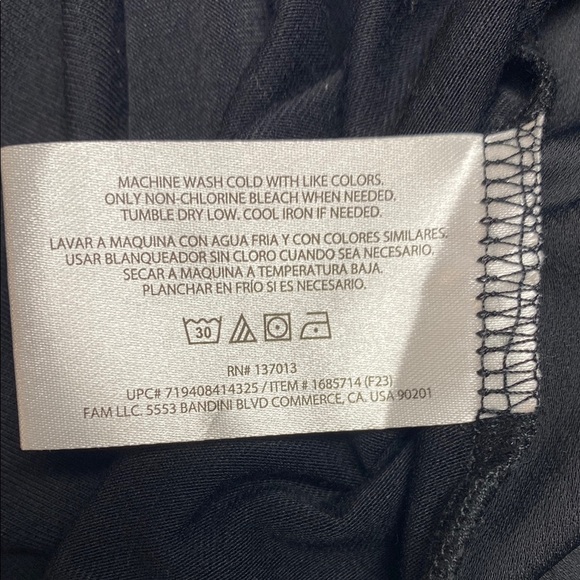 MACHINE WASH COLD WITH LIKE COLORS.
ONLY NON-CHLORINE BLEACH WHEN NEEDED.
TUMBLE DRY LOW. COOL IRON IF NEEDED.
LAVAR A MAQUINA CON AGUA FRIA Y CON COLORES SIMILARES.
USAR BLANQUEADOR SIN CLORO CUANDO SEA NECESARIO.
SECAR A MAQUINA A TEMPERATURA BAJA.
PLANCHAR EN FRÍO SI ES NECESARIO.
30
RN# 137013
UPC# 719408414325 / ITEM # 1685714 (F23)
FAM LLC. 5553 BANDINI BLVD COMMERCE, CA. USA 90201